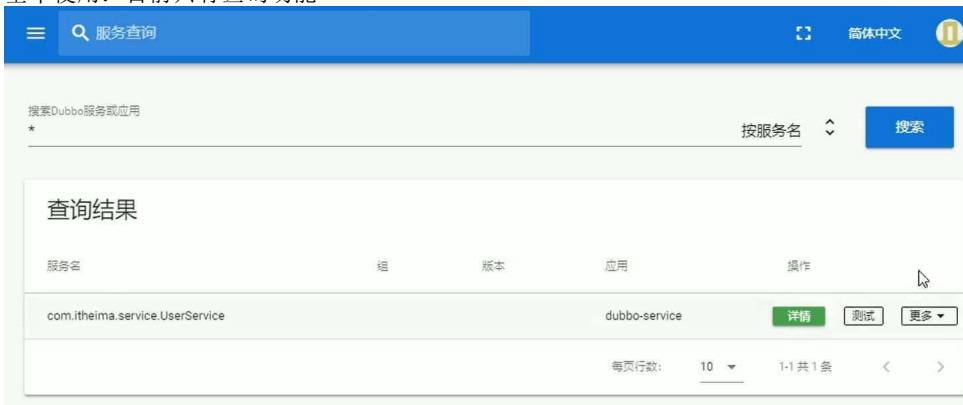 服务查询 简体中文
搜索Dubbo服务或应用
* 按服务名 搜索
查询结果
服务名 组 版本 应用 操作
com.itheima.service.UserService dubbo-service 详情 测试 更多
每页行数: 10 1-1 共 1 条